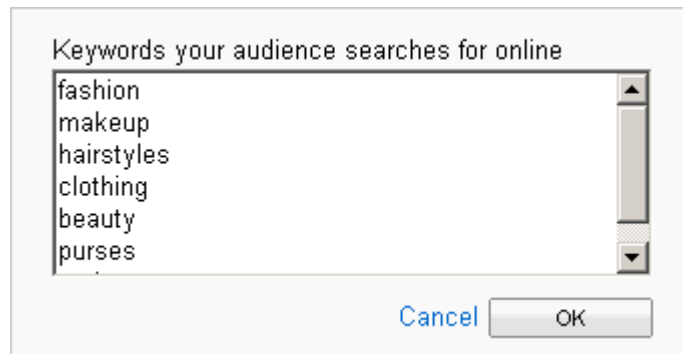 Keywords your audience searches for online
fashion
makeup
hairstyles
clothing
beauty
purses
Cancel OK